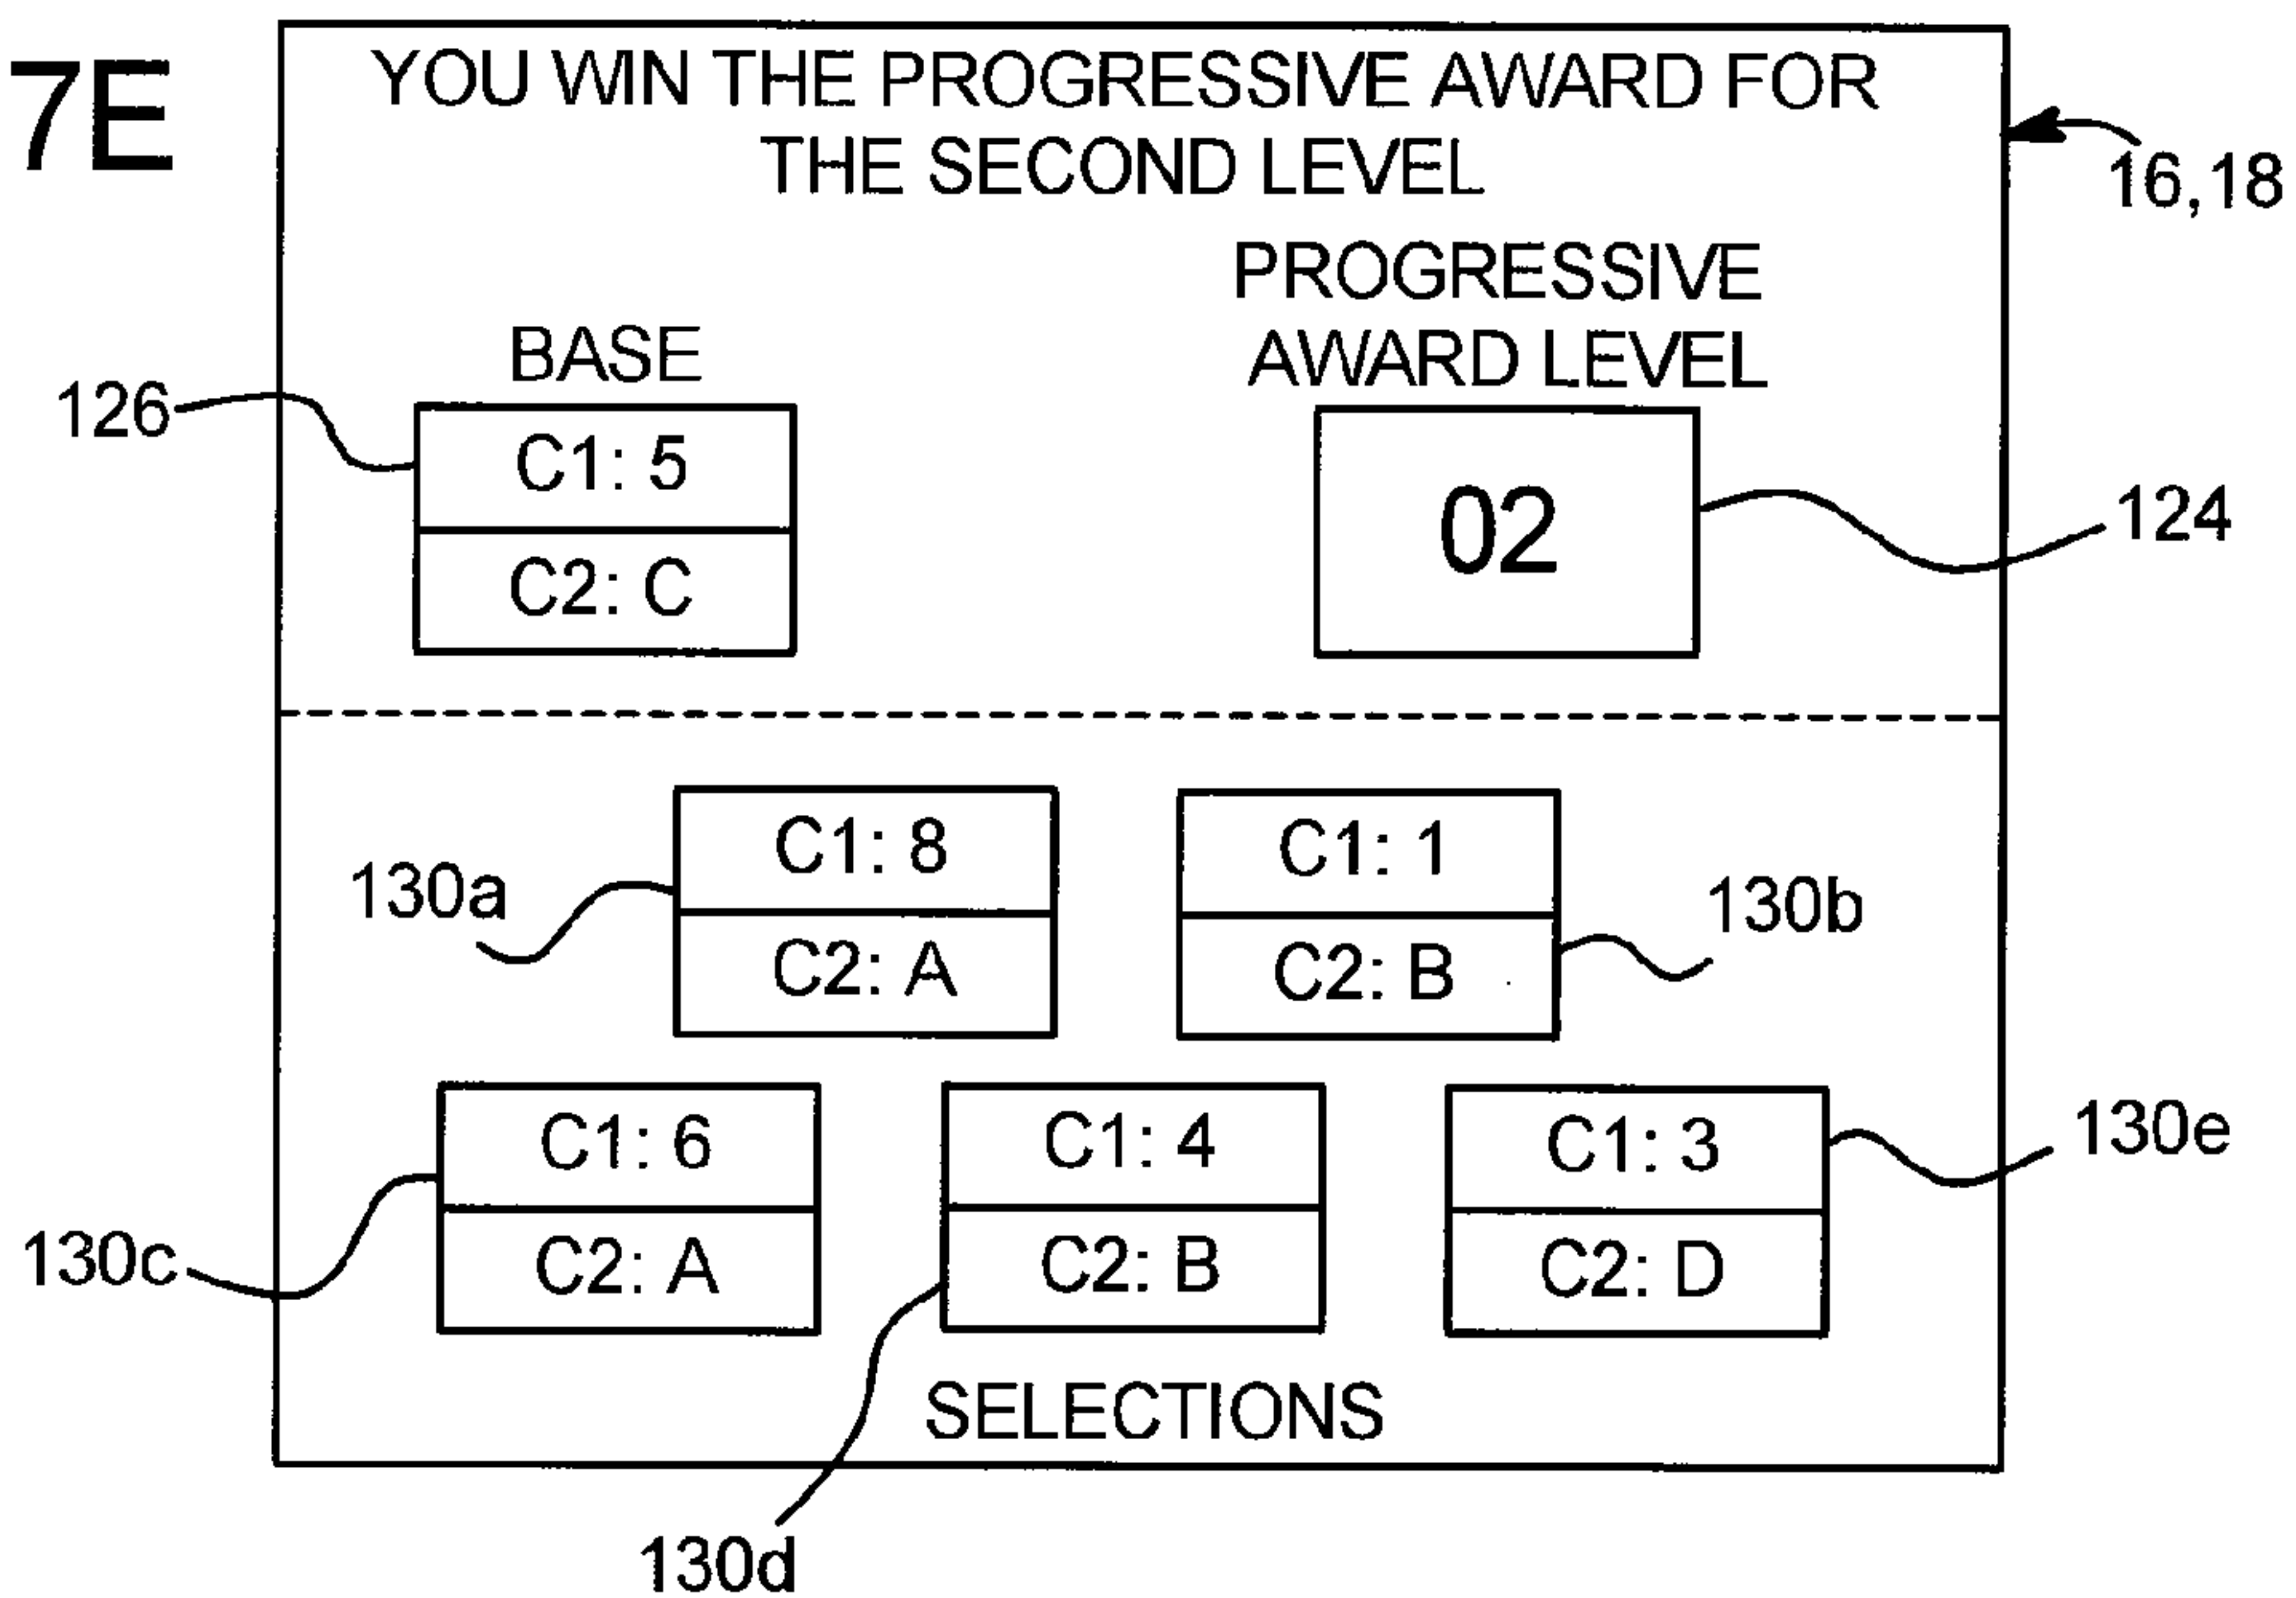 7E
YOU WIN THE PROGRESSIVE AWARD FOR
THE SECOND LEVEL
16,18
PROGRESSIVE
AWARD LEVEL
BASE
126
C1: 5
C2: C
02
124
130a
C1: 8
C2: A
C1: 1
C2: B
130b
130c
C1: 6
C2: A
C1: 4
C2: B
C1: 3
C2: D
130e
SELECTIONS
130d